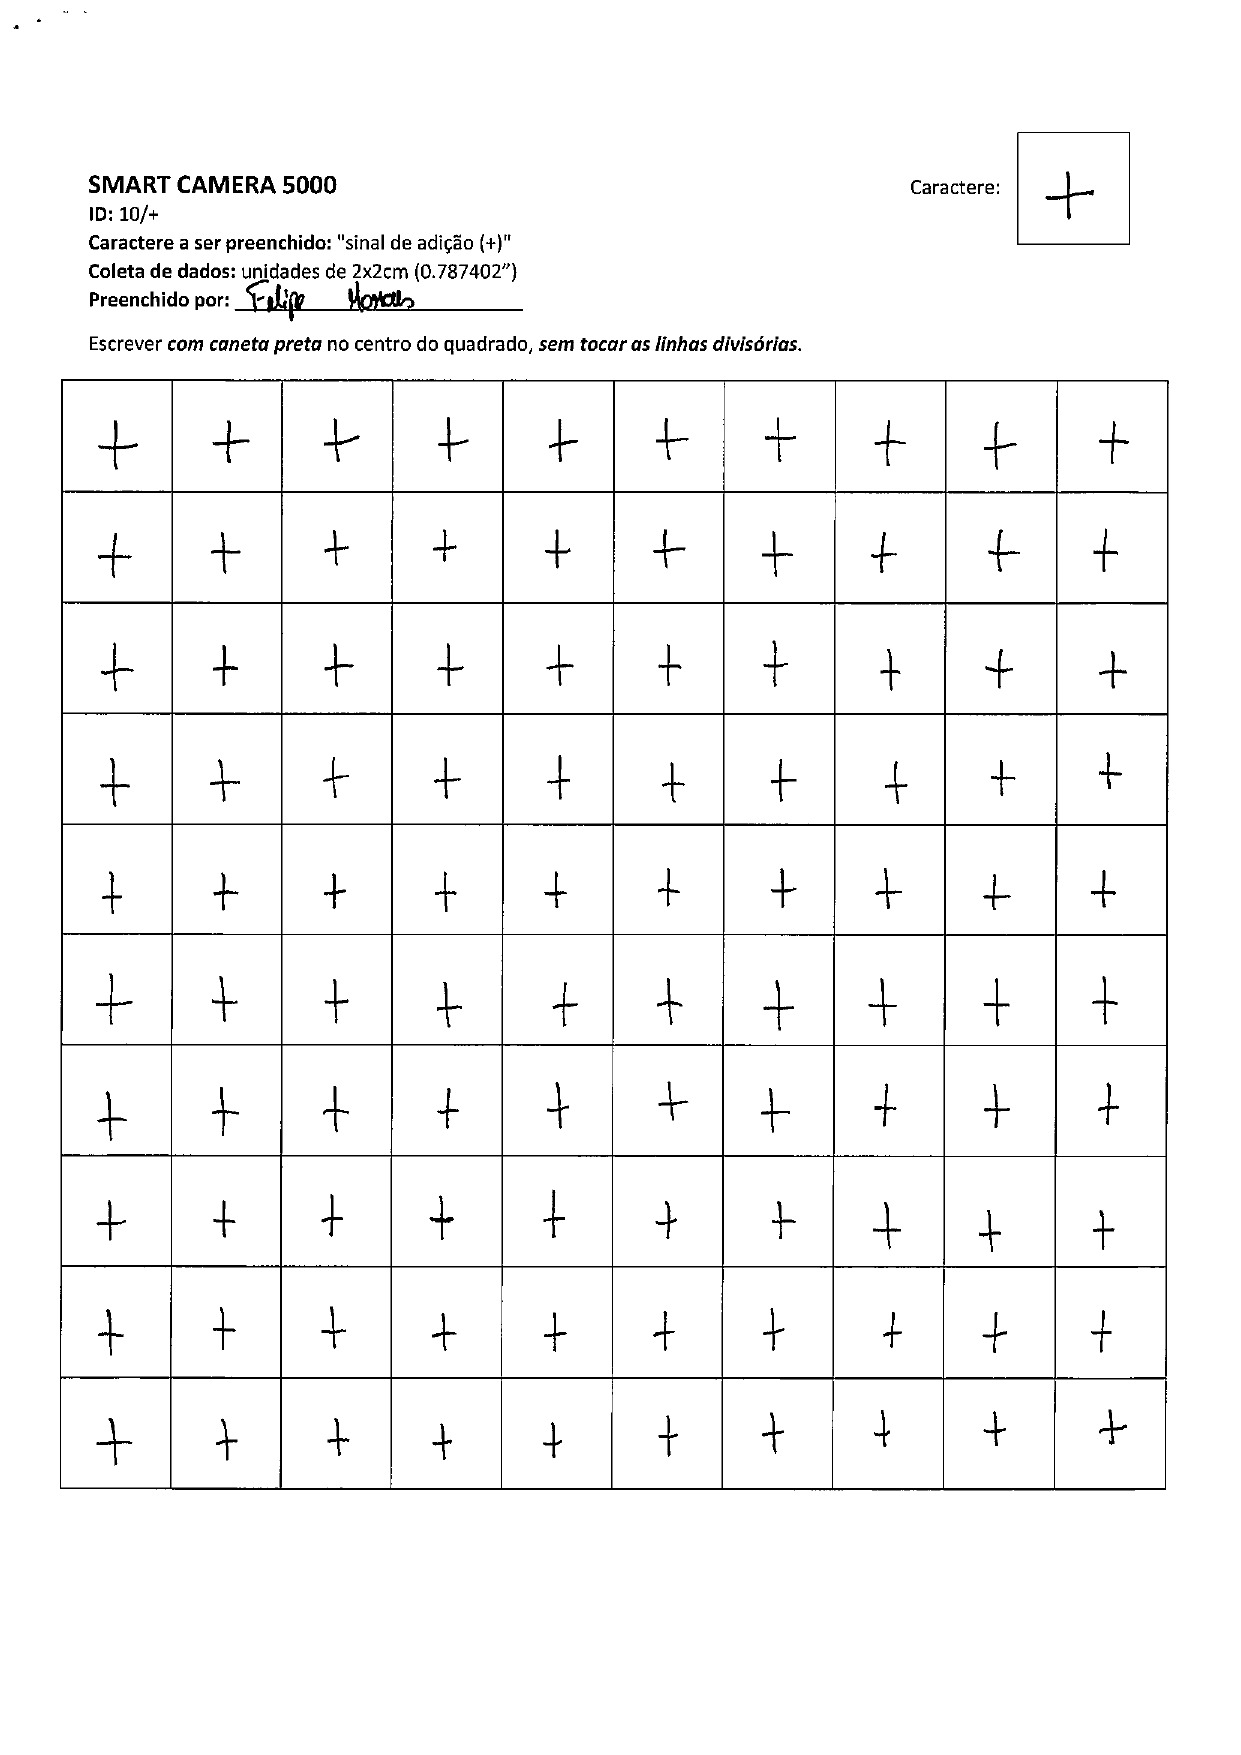 SMART CAMERA 5000
Caractere: +
ID: 10/+
Caractere a ser preenchido: "sinal de adição (+)"
Coleta de dados: unidades de 2x2cm (0.787402")
Preenchido por: Felipe Morais
Escrever com caneta preta no centro do quadrado, sem tocar as linhas divisórias.
+ + + + + + + + + +
+ + + + + + + + + +
+ + + + + + + + + +
+ + + + + + + + + +
+ + + + + + + + + +
+ + + + + + + + + +
+ + + + + + + + + +
+ + + + + + + + + +
+ + + + + + + + + +
+ + + + + + + + + +